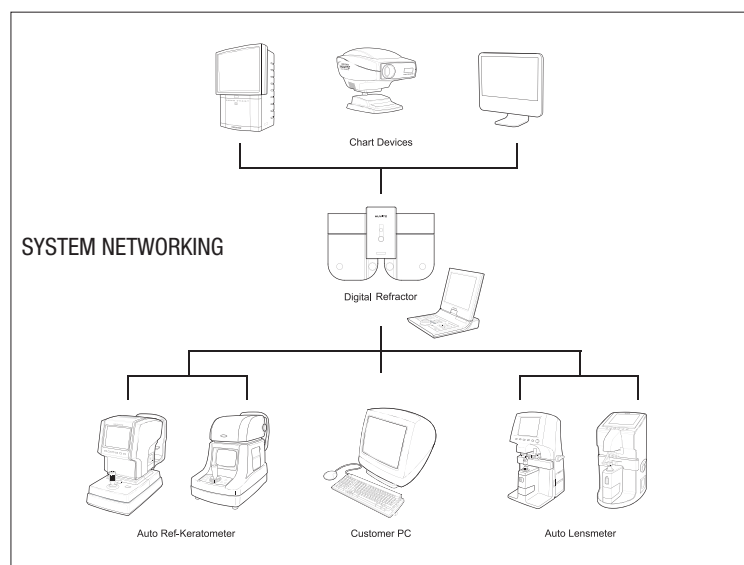 Chart Devices
SYSTEM NETWORKING
Digital Refractor
Auto Ref-Keratometer
Customer PC
Auto Lensmeter